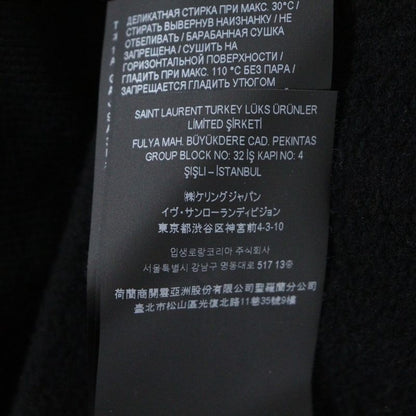 ДЕЛИКАТНАЯ СТИРКА ПРИ МАКС. 30°C /
СТИРАТЬ ВЫВЕРНУВ НАИЗНАНКУ / НЕ
ОТБЕЛИВАТЬ / БАРАБАННАЯ СУШКА
ЗАПРЕЩЕНА / СУШИТЬ НА
ГОРИЗОНТАЛЬНОЙ ПОВЕРХНОСТИ /
ГЛАДИТЬ ПРИ МАКС. 110 °C БЕЗ ПАРА /
ЗАПРЕЩАЕТСЯ ГЛАДИТЬ УТЮГОМ
SAINT LAURENT TURKEY LÜKS ÜRÜNLER
LIMITED ŞIRKETİ
FULYA MAH. BÜYÜKDERE CAD. PEKINTAS
GROUP BLOCK NO: 32 İŞ KAPI NO: 4
ŞIŞLI – İSTANBUL
㈱ケリングジャパン
イヴ・サンローランディビジョン
東京都渋谷区神宮前4-3-10
입생로랑코리아 주식회사
서울특별시 강남구 영동대로 517 13층
荷蘭商開雲亞洲股份有限公司聖羅蘭分公司
臺北市松山區光復北路11巷35號9樓